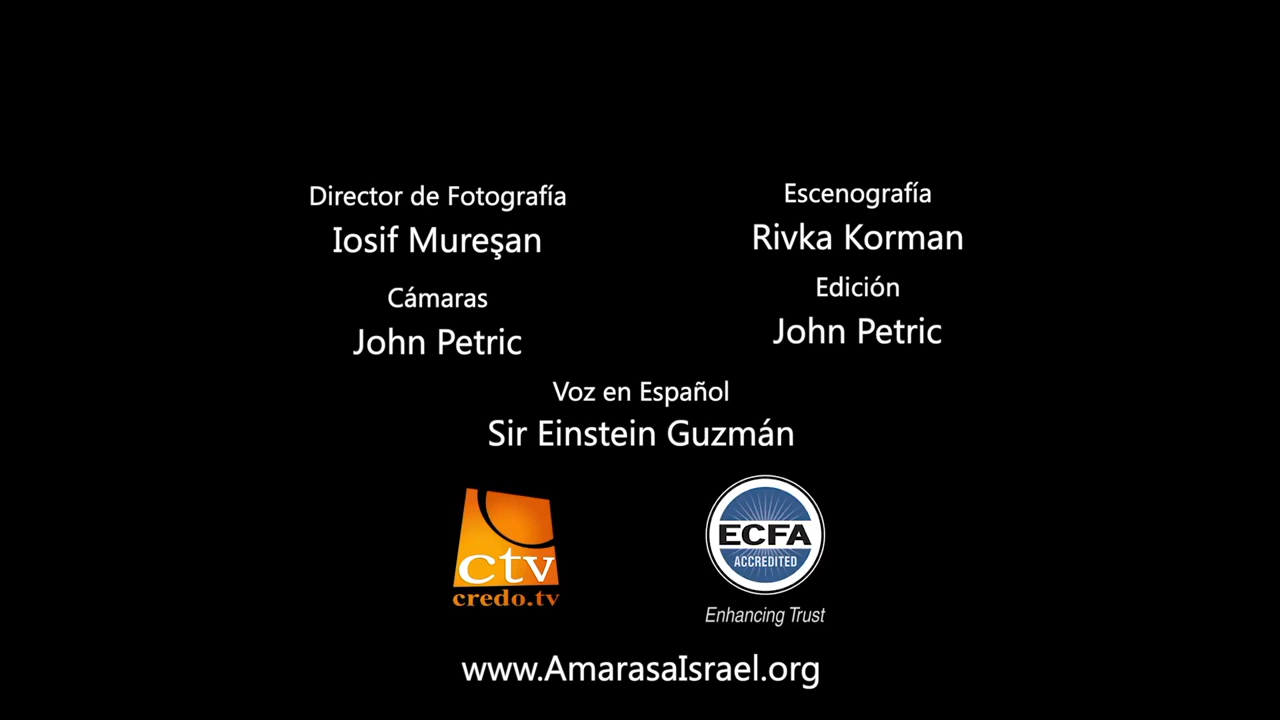 Director de Fotografía
Iosif Mureşan
Cámaras
John Petric
Escenografía
Rivka Korman
Edición
John Petric
Voz en Español
Sir Einstein Guzmán
ctv
credo.tv
ECFA
ACCREDITED
Enhancing Trust
www.AmarasaIsrael.org